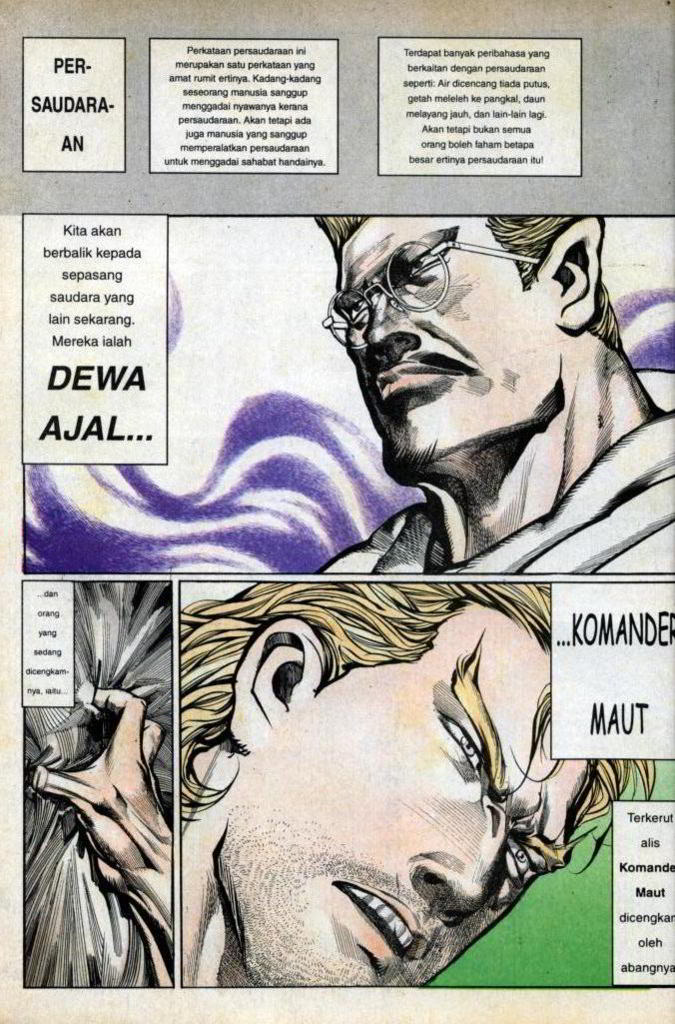 PER-
SAUDARA-
AN
Perkataan persaudaraan ini
merupakan satu perkataan yang
amat rumit ertinya. Kadang-kadang
seseorang manusia sanggup
menggadai nyawanya kerana
persaudaraan. Akan tetapi ada
juga manusia yang sanggup
memperalatkan persaudaraan
untuk menggadai sahabat handainya.
Terdapat banyak peribahasa yang
berkaitan dengan persaudaraan
seperti: Air dicencang tiada putus,
getah meleleh ke pangkal, daun
melayang jauh, dan lain-lain lagi.
Akan tetapi bukan semua
orang boleh faham betapa
besar ertinya persaudaraan itu!
Kita akan
berbalik kepada
sepasang
saudara yang
lain sekarang.
Mereka ialah
DEWA
AJAL...
...dan
orang
yang
sedang
dicengkam-
nya, iaitu...
...KOMANDER
MAUT
Terkerut
alis
Komande
Maut
dicengkam
oleh
abangnya